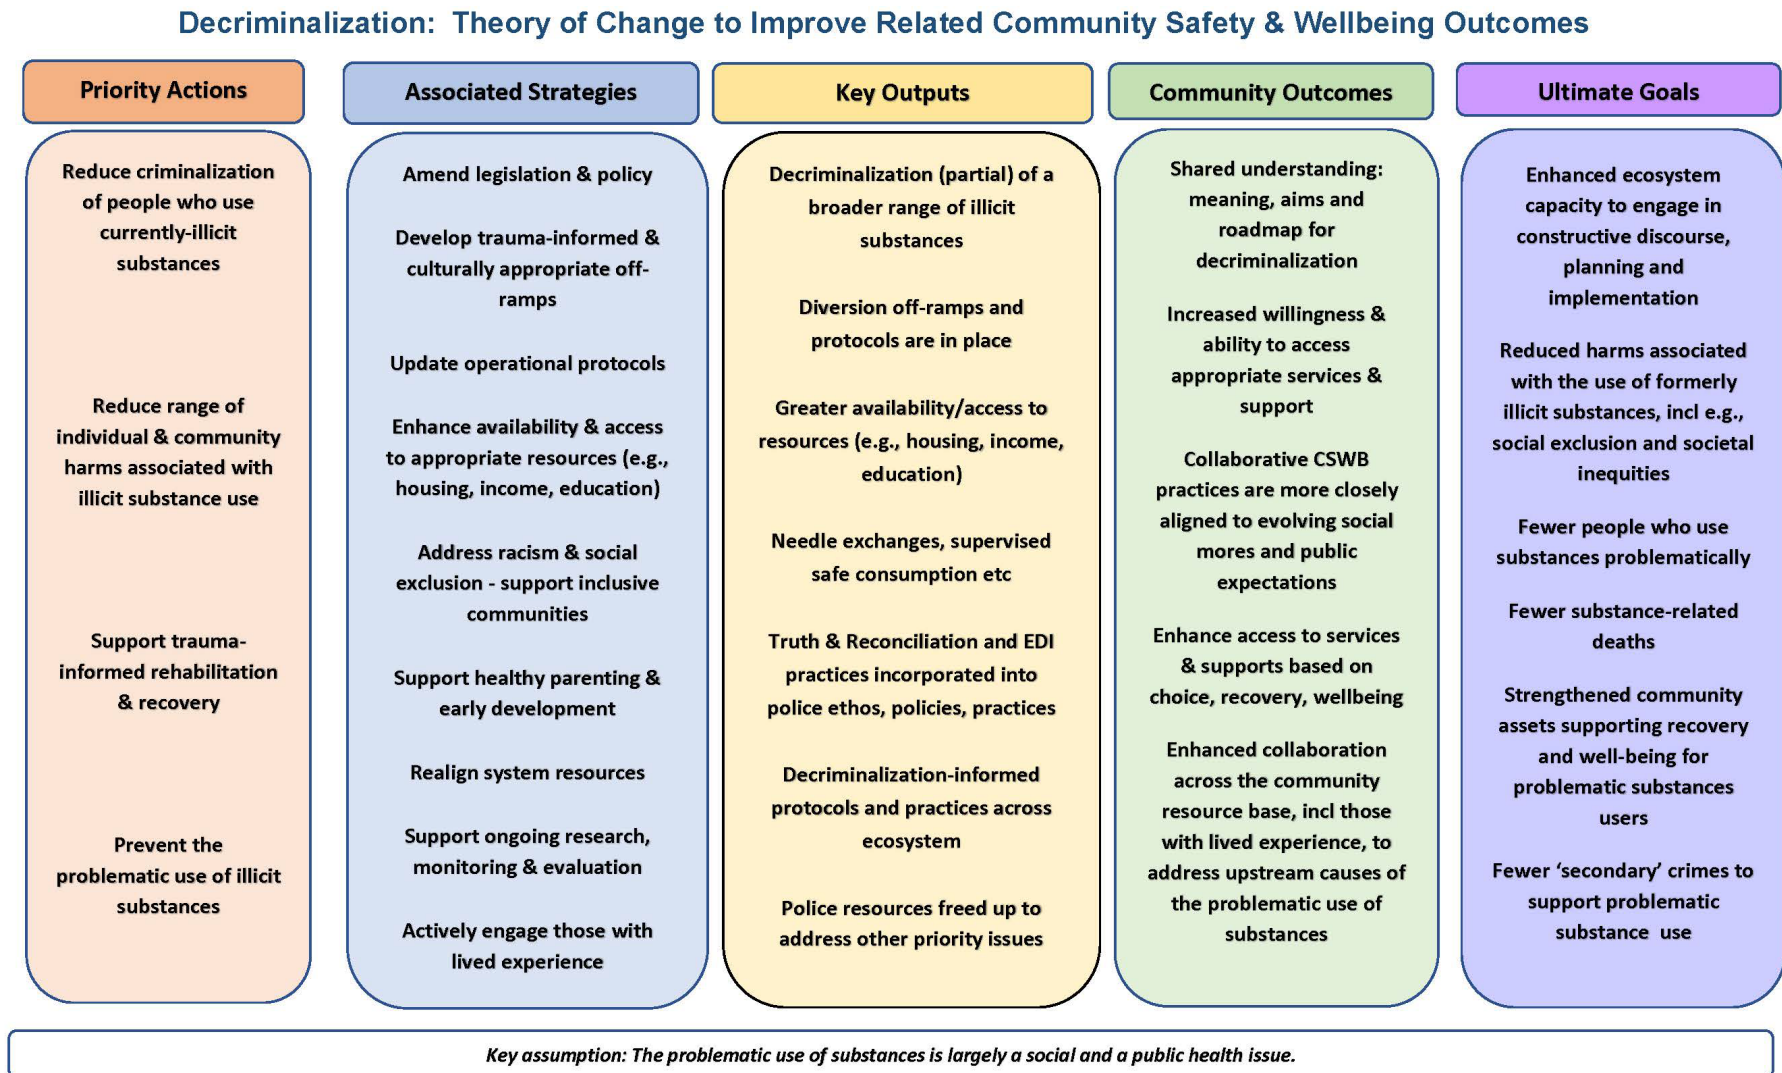 Decriminalization:  Theory of Change to Improve Related Community Safety & Wellbeing Outcomes
Priority Actions
Reduce criminalization
of people who use
currently-illicit
substances
Reduce range of
individual & community
harms associated with
illicit substance use
Support trauma-
informed rehabilitation
& recovery
Prevent the
problematic use of illicit
substances
Associated Strategies
Amend legislation & policy
Develop trauma-informed &
culturally appropriate off-
ramps
Update operational protocols
Enhance availability & access
to appropriate resources (e.g.,
housing, income, education)
Address racism & social
exclusion - support inclusive
communities
Support healthy parenting &
early development
Realign system resources
Support ongoing research,
monitoring & evaluation
Actively engage those with
lived experience
Key Outputs
Decriminalization (partial) of a
broader range of illicit
substances
Diversion off-ramps and
protocols are in place
Greater availability/access to
resources (e.g., housing, income,
education)
Needle exchanges, supervised
safe consumption etc
Truth & Reconciliation and EDI
practices incorporated into
police ethos, policies, practices
Decriminalization-informed
protocols and practices across
ecosystem
Police resources freed up to
address other priority issues
Community Outcomes
Shared understanding:
meaning, aims and
roadmap for
decriminalization
Increased willingness &
ability to access
appropriate services &
support
Collaborative CSWB
practices are more closely
aligned to evolving social
mores and public
expectations
Enhance access to services
& supports based on
choice, recovery, wellbeing
Enhanced collaboration
across the community
resource base, incl those
with lived experience, to
address upstream causes of
the problematic use of
substances
Ultimate Goals
Enhanced ecosystem
capacity to engage in
constructive discourse,
planning and
implementation
Reduced harms associated
with the use of formerly
illicit substances, incl e.g.,
social exclusion and societal
inequities
Fewer people who use
substances problematically
Fewer substance-related
deaths
Strengthened community
assets supporting recovery
and well-being for
problematic substances
users
Fewer ‘secondary’ crimes to
support problematic
substance  use
Key assumption: The problematic use of substances is largely a social and a public health issue.